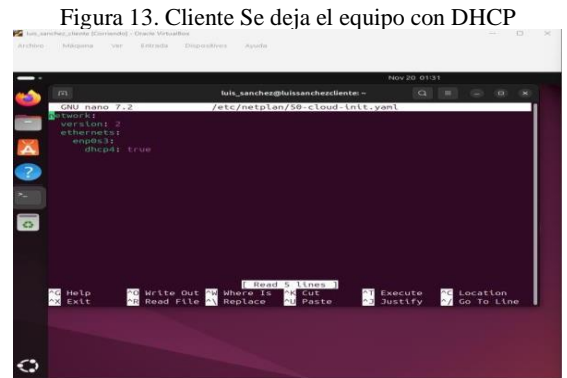 Figura 13. Cliente Se deja el equipo con DHCP
luis_sanchez_cliente [Corriendo] - Oracle VirtualBox
Archivo Máquina Ver Entrada Dispositivos Ayuda
Nov 20 01:31
luis_sanchez@luissanchezcliente: ~
GNU nano 7.2 /etc/netplan/50-cloud-init.yaml
network:
version: 2
ethernets:
enp0s3:
dhcp4: true
[ Read 5 lines ]
^G Help ^O Write Out ^W Where Is ^K Cut ^T Execute ^C Location
^X Exit ^R Read File ^\ Replace ^U Paste ^J Justify ^/ Go To Line